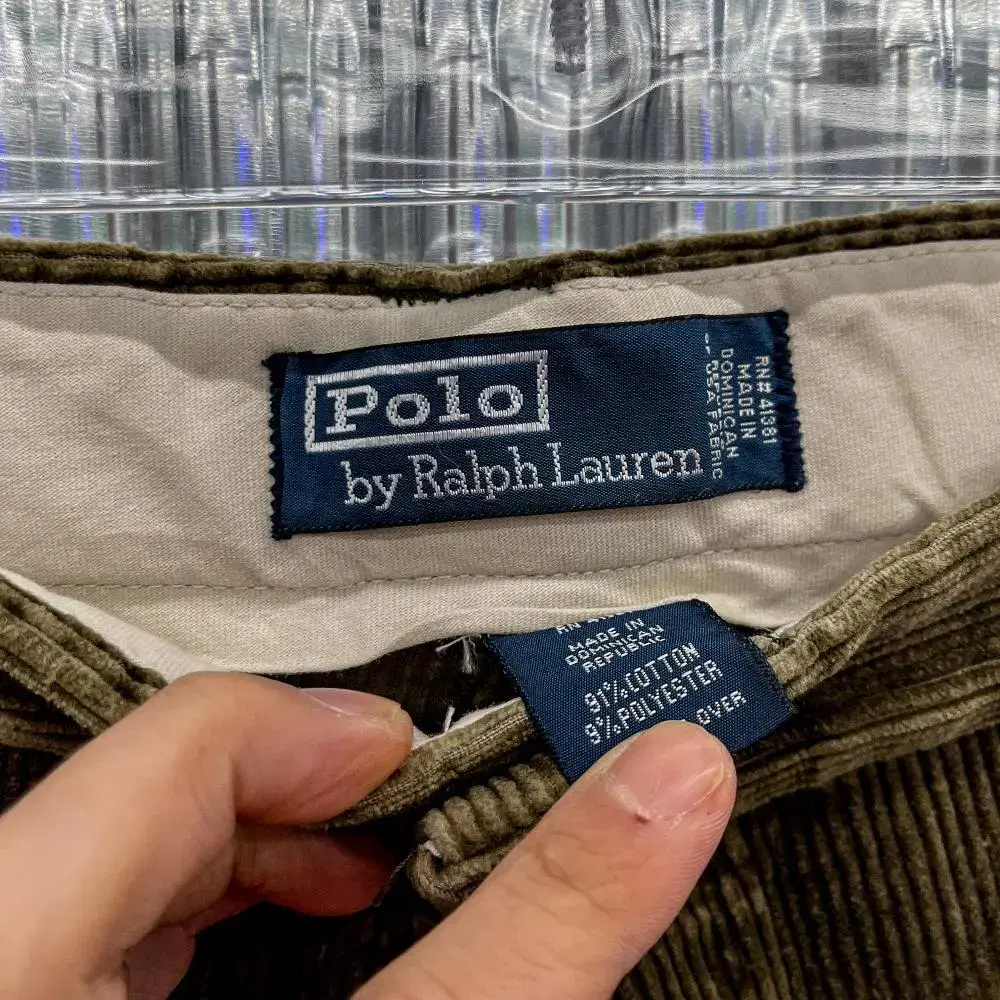 Polo
by Ralph Lauren
RN# 41381
MADE IN
DOMINICAN
OF USA FABRIC
MADE IN
DOMINICAN
REPUBLIC
91% COTTON
9% POLYESTER
OVER